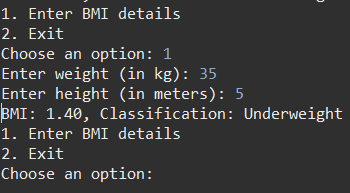 1. Enter BMI details
2. Exit
Choose an option: 1
Enter weight (in kg): 35
Enter height (in meters): 5
BMI: 1.40, Classification: Underweight
1. Enter BMI details
2. Exit
Choose an option: